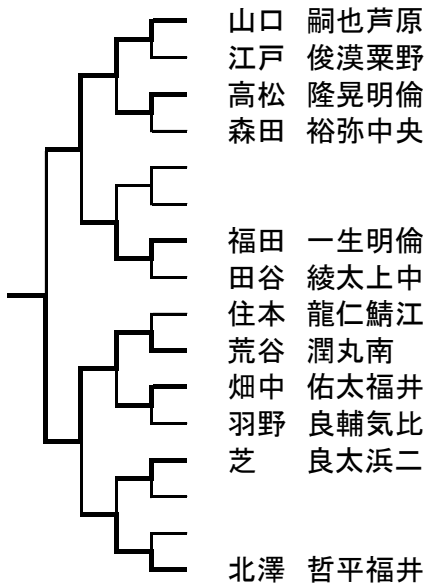 山口 嗣也芦原
江戸 俊漠粟野
高松 隆晃明倫
森田 裕弥中央
福田 一生明倫
田谷 綾太上中
住本 龍仁鯖江
荒谷 潤丸南
畑中 佑太福井
羽野 良輔気比
芝 良太浜二
北澤 哲平福井